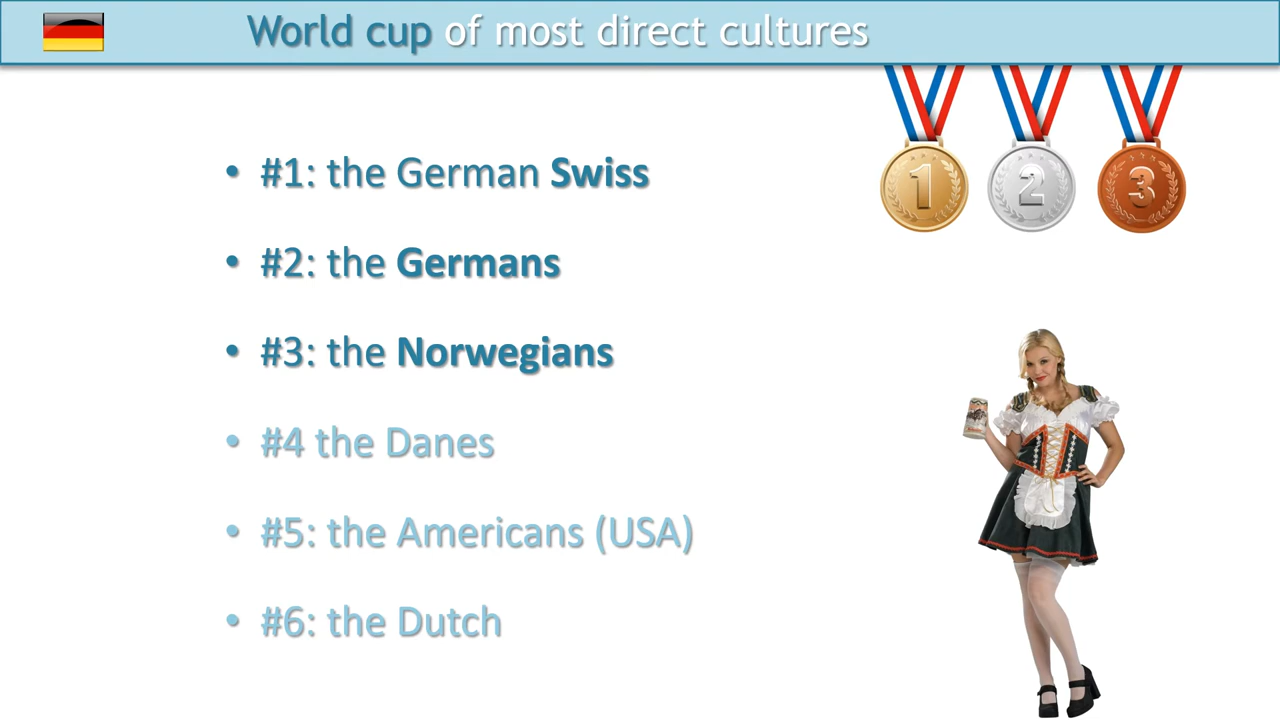 World cup of most direct cultures
1 2 3
• #1: the German Swiss
• #2: the Germans
• #3: the Norwegians
• #4 the Danes
• #5: the Americans (USA)
• #6: the Dutch